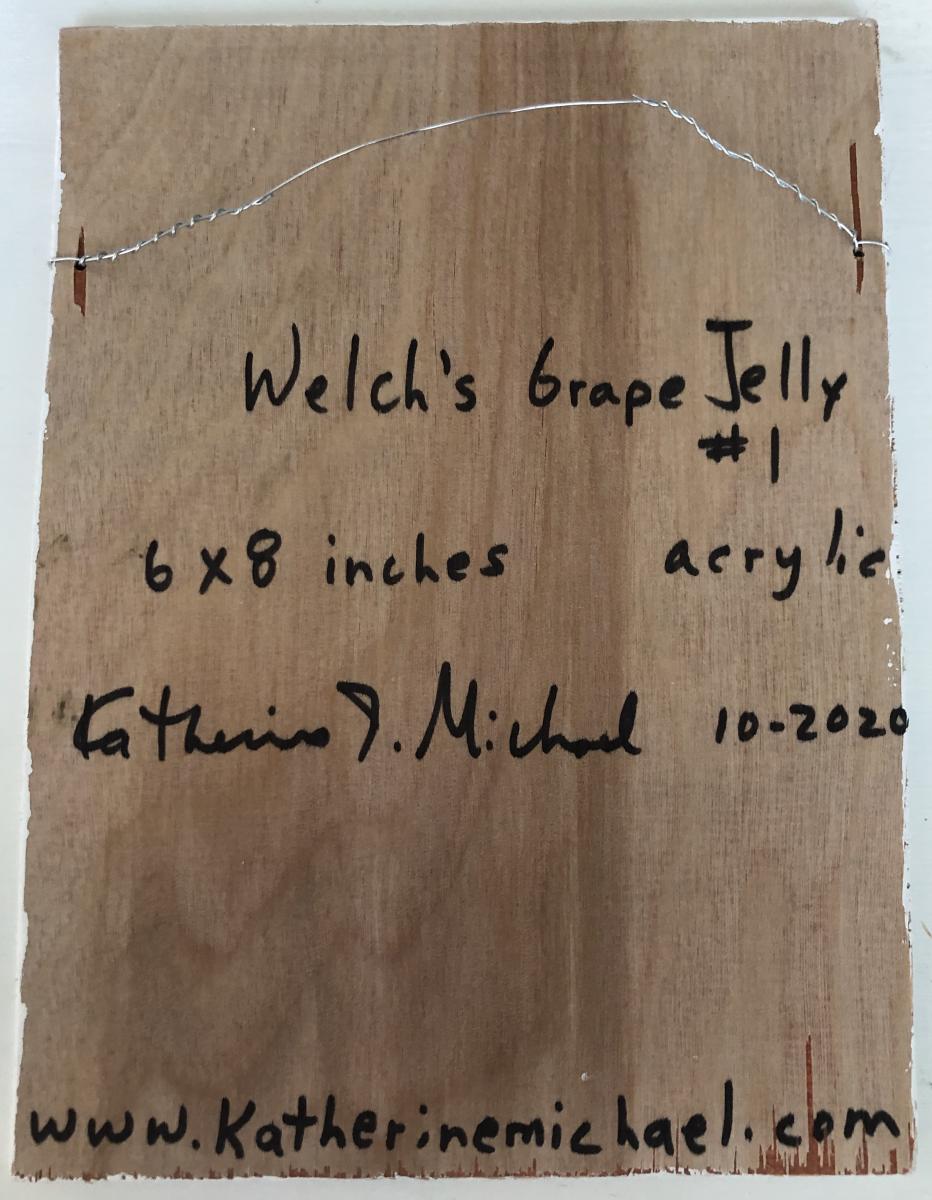 Welch's Grape Jelly
#1
6 x 8 inches acrylic
Katherine J. Michael 10-2020
www.Katherinemichael.com